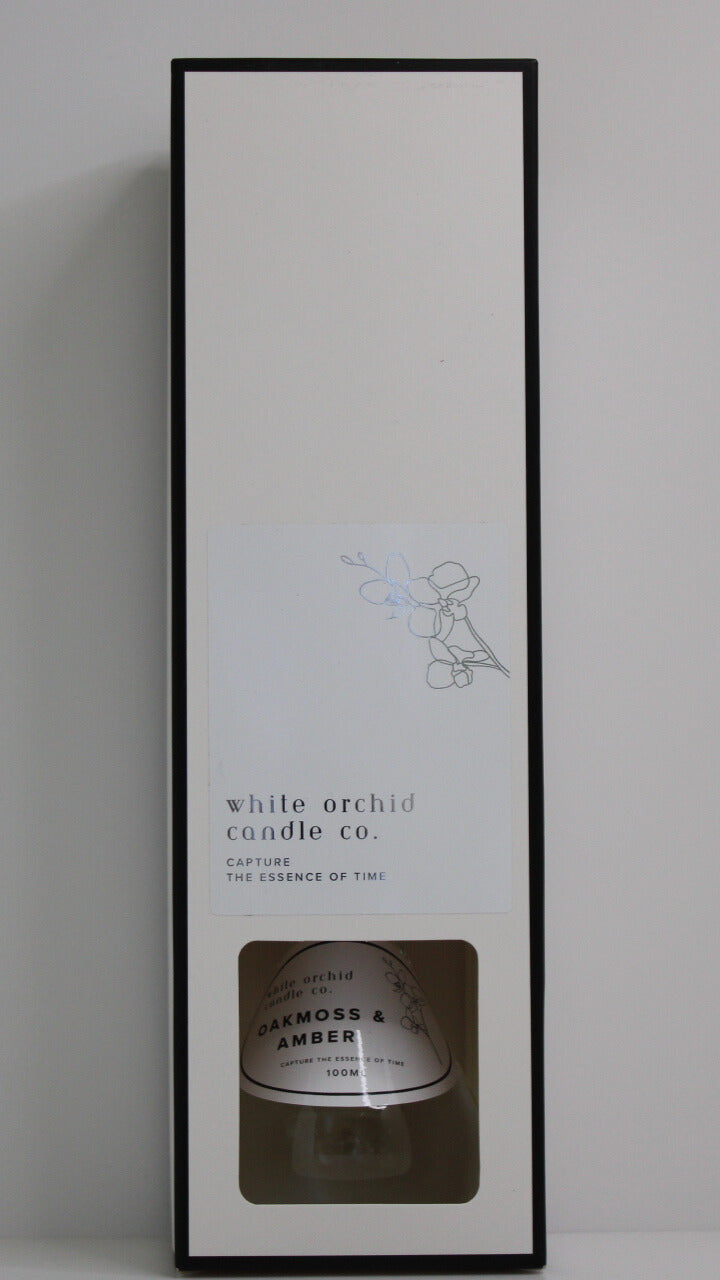 white orchid
candle co.
CAPTURE
THE ESSENCE OF TIME
white orchid
candle co.
OAKMOSS &
AMBER
CAPTURE THE ESSENCE OF TIME
100ML